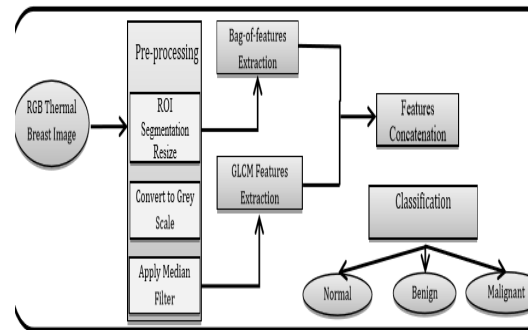 RGB Thermal
Breast Image
Pre-processing
ROI
Segmentation
Resize
Convert to Grey
Scale
Apply Median
Filter
Bag-of-features
Extraction
GLCM Features
Extraction
Features
Concatenation
Classification
Normal
Benign
Malignant